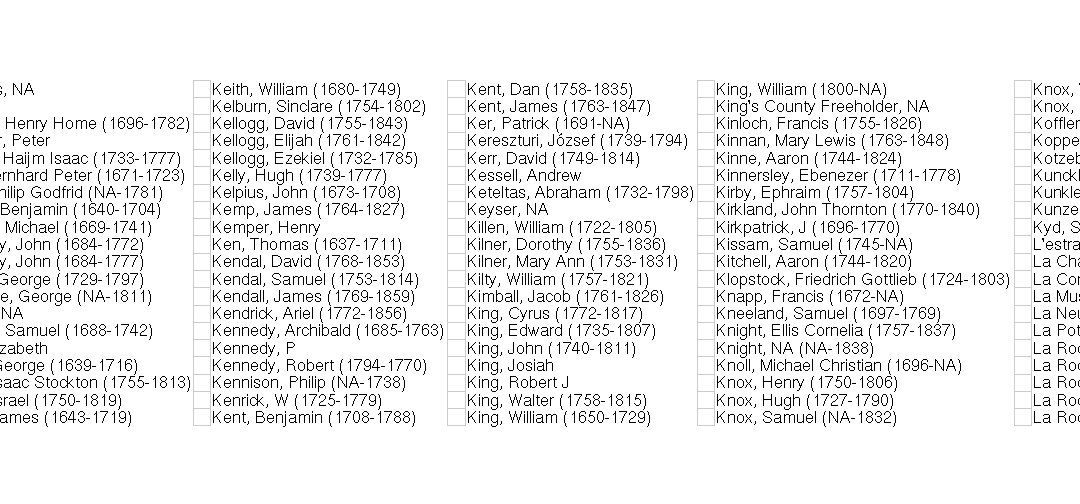 s, NA
Henry Home (1696-1782)
r, Peter
Haijm Isaac (1733-1777)
ernhard Peter (1671-1723)
hilip Godfrid (NA-1781)
Benjamin (1640-1704)
Michael (1669-1741)
y, John (1684-1772)
y, John (1684-1777)
George (1729-1797)
e, George (NA-1811)
NA
Samuel (1688-1742)
zabeth
George (1639-1716)
saac Stockton (1755-1813)
srael (1750-1819)
ames (1643-1719)
Keith, William (1680-1749)
Kelburn, Sinclare (1754-1802)
Kellogg, David (1755-1843)
Kellogg, Elijah (1761-1842)
Kellogg, Ezekiel (1732-1785)
Kelly, Hugh (1739-1777)
Kelpius, John (1673-1708)
Kemp, James (1764-1827)
Kemper, Henry
Ken, Thomas (1637-1711)
Kendal, David (1768-1853)
Kendal, Samuel (1753-1814)
Kendall, James (1769-1859)
Kendrick, Ariel (1772-1856)
Kennedy, Archibald (1685-1763)
Kennedy, P
Kennedy, Robert (1794-1770)
Kennison, Philip (NA-1738)
Kenrick, W (1725-1779)
Kent, Benjamin (1708-1788)
Kent, Dan (1758-1835)
Kent, James (1763-1847)
Ker, Patrick (1691-NA)
Kereszturi, József (1739-1794)
Kerr, David (1749-1814)
Kessell, Andrew
Keteltas, Abraham (1732-1798)
Keyser, NA
Killen, William (1722-1805)
Kilner, Dorothy (1755-1836)
Kilner, Mary Ann (1753-1831)
Kilty, William (1757-1821)
Kimball, Jacob (1761-1826)
King, Cyrus (1772-1817)
King, Edward (1735-1807)
King, John (1740-1811)
King, Josiah
King, Robert J
King, Walter (1758-1815)
King, William (1650-1729)
King, William (1800-NA)
King's County Freeholder, NA
Kinloch, Francis (1755-1826)
Kinnan, Mary Lewis (1763-1848)
Kinne, Aaron (1744-1824)
Kinnersley, Ebenezer (1711-1778)
Kirby, Ephraim (1757-1804)
Kirkland, John Thornton (1770-1840)
Kirkpatrick, J (1696-1770)
Kissam, Samuel (1745-NA)
Kitchell, Aaron (1744-1820)
Klopstock, Friedrich Gottlieb (1724-1803)
Knapp, Francis (1672-NA)
Kneeland, Samuel (1697-1769)
Knight, Ellis Cornelia (1757-1837)
Knight, NA (NA-1838)
Knoll, Michael Christian (1696-NA)
Knox, Henry (1750-1806)
Knox, Hugh (1727-1790)
Knox, Samuel (NA-1832)
Knox,
Knox,
Koffler
Koppe
Kotzeb
Kunckl
Kunkle
Kunze
Kyd, S
L'estra
La Cha
La Con
La Mus
La Neu
La Pot
La Roc
La Roc
La Roc
La Roc
La Roc